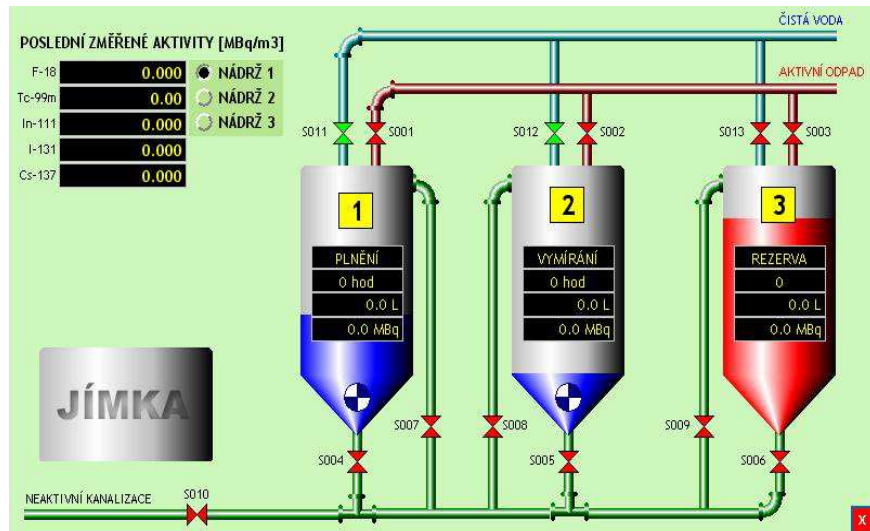 ČISTÁ VODA
POSLEDNÍ ZMĚŘENÉ AKTIVITY [MBq/m3]
F-18 0.000 NÁDRŽ 1
Tc-99m 0.00 NÁDRŽ 2
In-111 0.000 NÁDRŽ 3
I-131 0.000
Cs-137 0.000
AKTIVNÍ ODPAD
S011 S001 S012 S002 S013 S003
1 2 3
PLNĚNÍ VYMÍRÁNÍ REZERVA
0 hod 0 hod 0
0.0 L 0.0 L 0.0 L
0.0 MBq 0.0 MBq 0.0 MBq
JÍMKA
S007 S008 S009
S004 S005 S006
NEAKTIVNÍ KANALIZACE S010
X